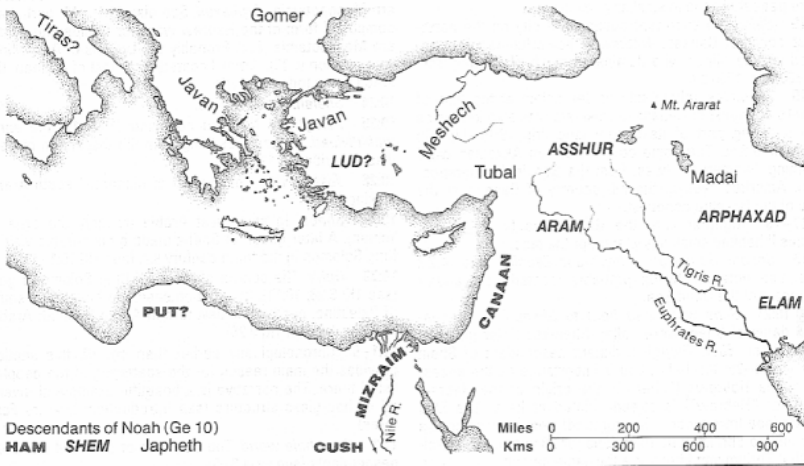 Gomer
Tiras?
Javan
Javan
Meshech
▲ Mt. Ararat
ASSHUR
LUD?
Tubal
Madai
ARAM
ARPHAXAD
Tigris R.
CANAAN
ELAM
Euphrates R.
PUT?
MIZRAIM
Nile R.
CUSH
Descendants of Noah (Ge 10)
HAM SHEM Japheth
Miles 0 200 400 600
Kms 0 300 600 900